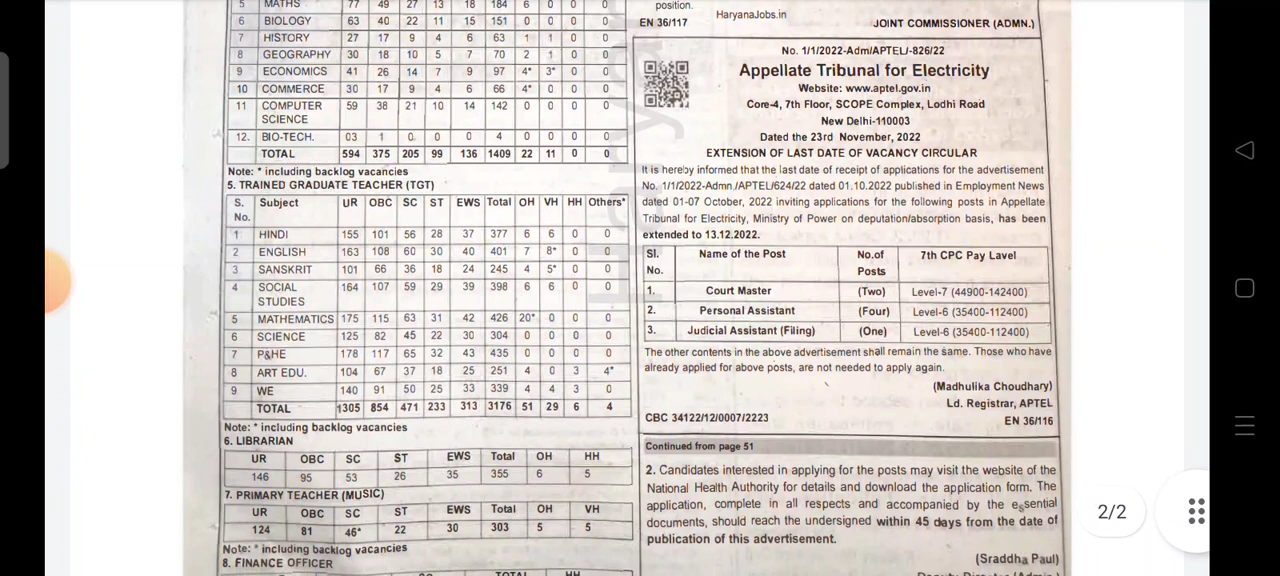 5 MATHS 77 49 27 13 18 184 6 0 0 0
6 BIOLOGY 63 40 22 11 15 151 0 0 0 0
7 HISTORY 27 17 9 4 6 63 1 1 0 0
8 GEOGRAPHY 30 18 10 5 7 70 2 1 0 0
9 ECONOMICS 41 26 14 7 9 97 4* 3* 0 0
10 COMMERCE 30 17 9 4 6 66 4* 0 0 0
11 COMPUTER SCIENCE 59 38 21 10 14 142 0 0 0 0
12. BIO-TECH. 03 1 0 0 0 4 0 0 0 0
TOTAL 594 375 205 99 136 1409 22 11 0 0
Note: * including backlog vacancies
5. TRAINED GRADUATE TEACHER (TGT)
S. No. Subject UR OBC SC ST EWS Total OH VH HH Others*
1 HINDI 155 101 56 28 37 377 6 6 0 0
2 ENGLISH 163 108 60 30 40 401 7 8* 0 0
3 SANSKRIT 101 66 36 18 24 245 4 5* 0 0
4 SOCIAL STUDIES 164 107 59 29 39 398 6 6 0 0
5 MATHEMATICS 175 115 63 31 42 426 20* 0 0 0
6 SCIENCE 125 82 45 22 30 304 0 0 0 0
7 P&HE 178 117 65 32 43 435 0 0 0 0
8 ART EDU. 104 67 37 18 25 251 4 0 3 4*
9 WE 140 91 50 25 33 339 4 4 3 0
TOTAL 1305 854 471 233 313 3176 51 29 6 4
Note: * including backlog vacancies
6. LIBRARIAN
UR OBC SC ST EWS Total OH HH
146 95 53 26 35 355 6 5
7. PRIMARY TEACHER (MUSIC)
UR OBC SC ST EWS Total OH VH
124 81 46* 22 30 303 5 5
Note: * including backlog vacancies
8. FINANCE OFFICER
TOTAL HH
position.
HaryanaJobs.in
EN 36/117 JOINT COMMISSIONER (ADMN.)
No. 1/1/2022-Adm/APTEL/-826/22
Appellate Tribunal for Electricity
Website: www.aptel.gov.in
Core-4, 7th Floor, SCOPE Complex, Lodhi Road
New Delhi-110003
Dated the 23rd November, 2022
EXTENSION OF LAST DATE OF VACANCY CIRCULAR
It is hereby informed that the last date of receipt of applications for the advertisement
No. 1/1/2022-Admn./APTEL/624/22 dated 01.10.2022 published in Employment News
dated 01-07 October, 2022 inviting applications for the following posts in Appellate
Tribunal for Electricity, Ministry of Power on deputation/absorption basis, has been
extended to 13.12.2022.
Sl. No. Name of the Post No.of Posts 7th CPC Pay Lavel
1. Court Master (Two) Level-7 (44900-142400)
2. Personal Assistant (Four) Level-6 (35400-112400)
3. Judicial Assistant (Filing) (One) Level-6 (35400-112400)
The other contents in the above advertisement shall remain the same. Those who have
already applied for above posts, are not needed to apply again.
(Madhulika Choudhary)
Ld. Registrar, APTEL
CBC 34122/12/0007/2223 EN 36/116
Continued from page 51
2. Candidates interested in applying for the posts may visit the website of the
National Health Authority for details and download the application form. The
application, complete in all respects and accompanied by the essential
documents, should reach the undersigned within 45 days from the date of
publication of this advertisement.
(Sraddha Paul)
2/2